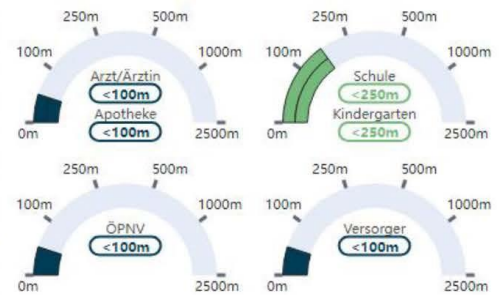 250m 500m
100m 1000m
Arzt/Ärztin
<100m
Apotheke
<100m
0m 2500m
250m 500m
100m 1000m
Schule
<250m
Kindergarten
<250m
0m 2500m
250m 500m
100m 1000m
ÖPNV
<100m
0m 2500m
250m 500m
100m 1000m
Versorger
<100m
0m 2500m